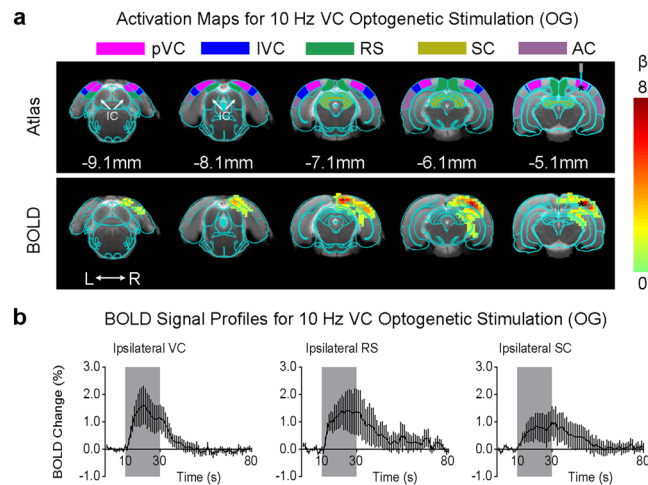 a Activation Maps for 10 Hz VC Optogenetic Stimulation (OG)
pVC lVC RS SC AC
β
8
0
Atlas
IC IC
*
-9.1mm -8.1mm -7.1mm -6.1mm -5.1mm
BOLD
*
L R
b BOLD Signal Profiles for 10 Hz VC Optogenetic Stimulation (OG)
Ipsilateral VC Ipsilateral RS Ipsilateral SC
BOLD Change (%)
3.0 3.0 3.0
2.0 2.0 2.0
1.0 1.0 1.0
0.0 0.0 0.0
10 30 80 10 30 80 10 30 80
-1.0 Time (s) -1.0 Time (s) -1.0 Time (s)